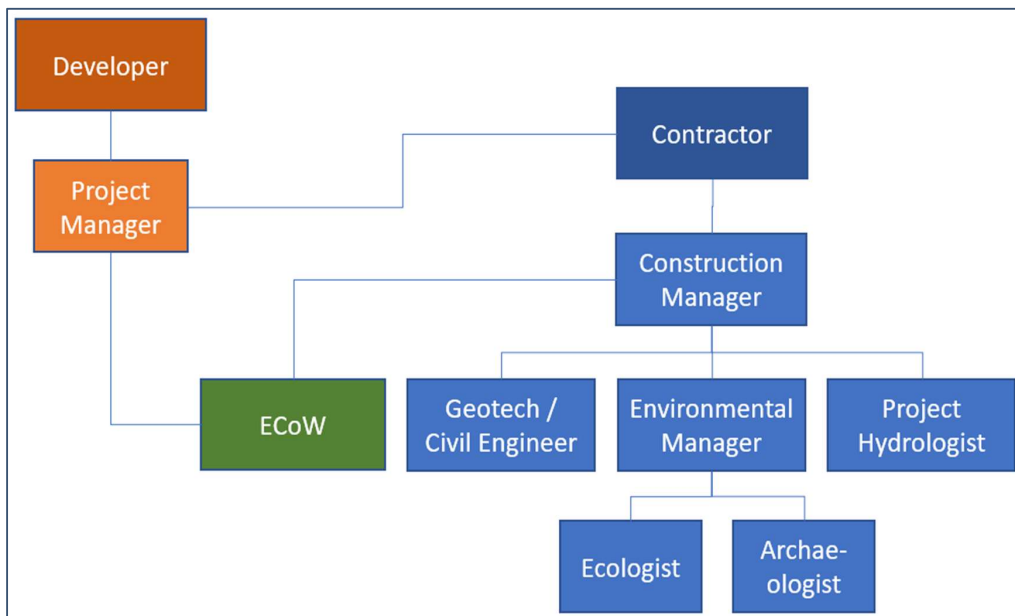 Developer
Contractor
Project
Manager
Construction
Manager
ECoW
Geotech /
Civil Engineer
Environmental
Manager
Project
Hydrologist
Ecologist
Archae-
ologist